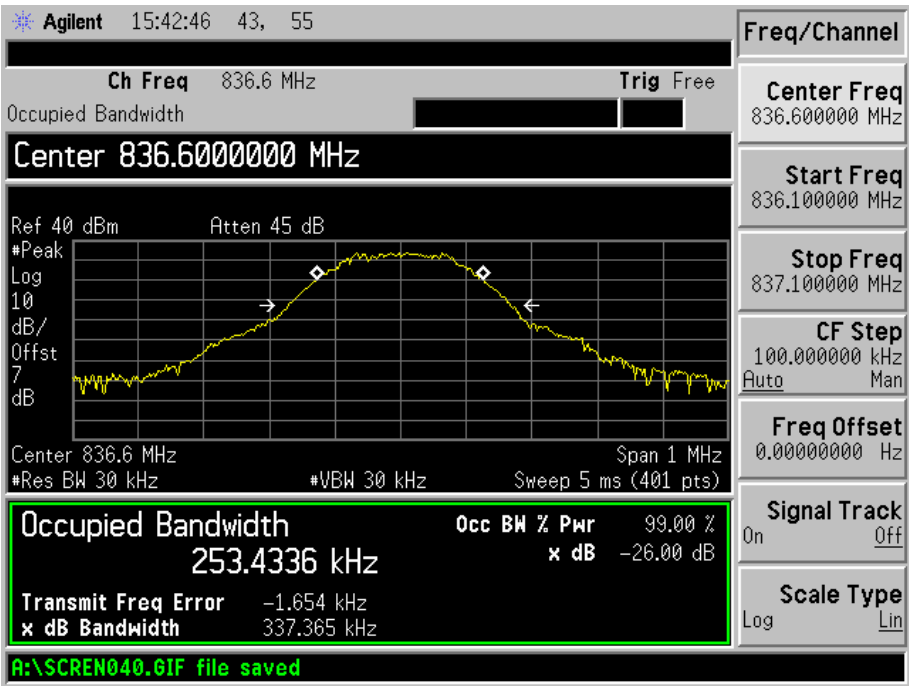 Agilent 15:42:46 43, 55
Freq/Channel
Ch Freq 836.6 MHz Trig Free
Occupied Bandwidth
Center 836.6000000 MHz
Ref 40 dBm Atten 45 dB
#Peak
Log
10
dB/
Offst
7
dB
Center 836.6 MHz Span 1 MHz
#Res BW 30 kHz #VBW 30 kHz Sweep 5 ms (401 pts)
Occupied Bandwidth
253.4336 kHz
Occ BW % Pwr 99.00 %
x dB -26.00 dB
Transmit Freq Error -1.654 kHz
x dB Bandwidth 337.365 kHz
A:\SCREN040.GIF file saved
Center Freq
836.600000 MHz
Start Freq
836.100000 MHz
Stop Freq
837.100000 MHz
CF Step
100.000000 kHz
Auto Man
Freq Offset
0.00000000 Hz
Signal Track
On Off
Scale Type
Log Lin